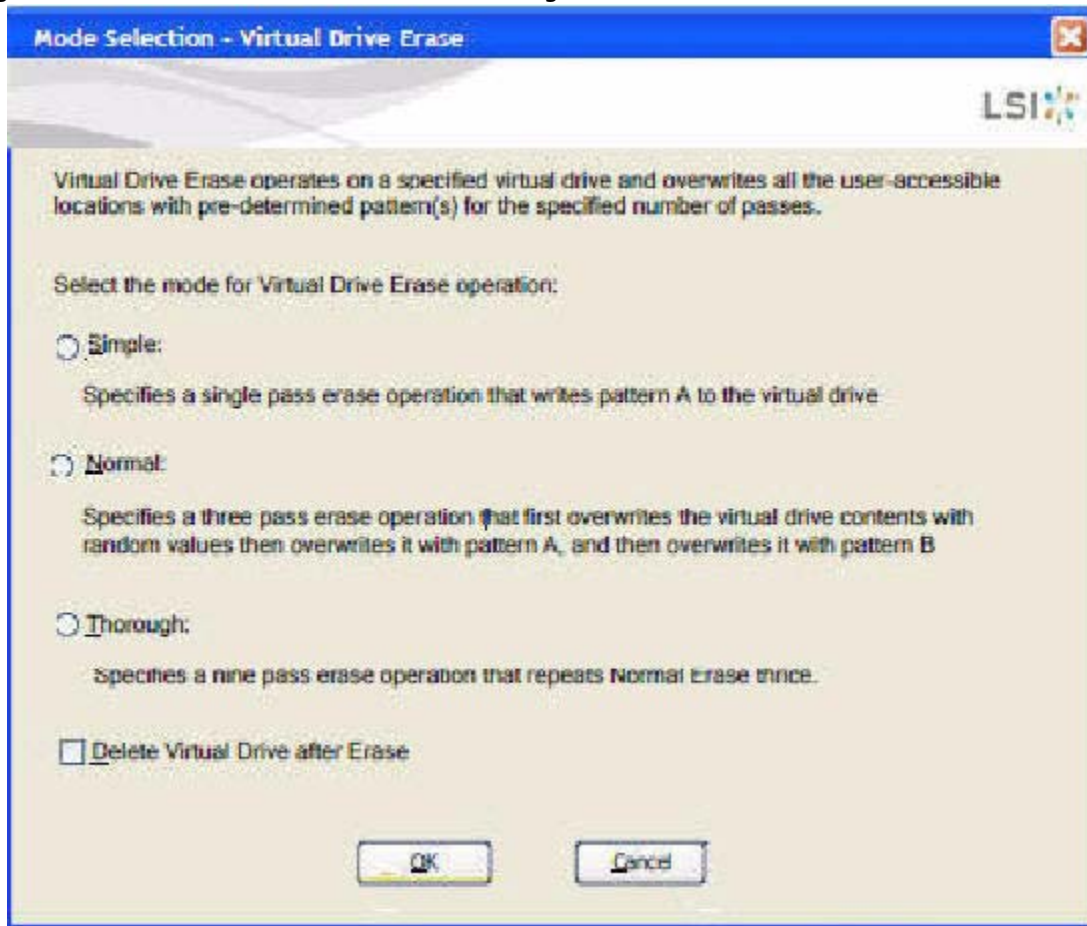 Mode Selection - Virtual Drive Erase
LSI
Virtual Drive Erase operates on a specified virtual drive and overwrites all the user-accessible
locations with pre-determined pattern(s) for the specified number of passes.
Select the mode for Virtual Drive Erase operation:
Simple:
Specifies a single pass erase operation that writes pattern A to the virtual drive
Normal:
Specifies a three pass erase operation that first overwrites the virtual drive contents with
random values then overwrites it with pattern A, and then overwrites it with pattern B
Thorough:
Specifies a nine pass erase operation that repeats Normal Erase thrice.
Delete Virtual Drive after Erase
OK Cancel